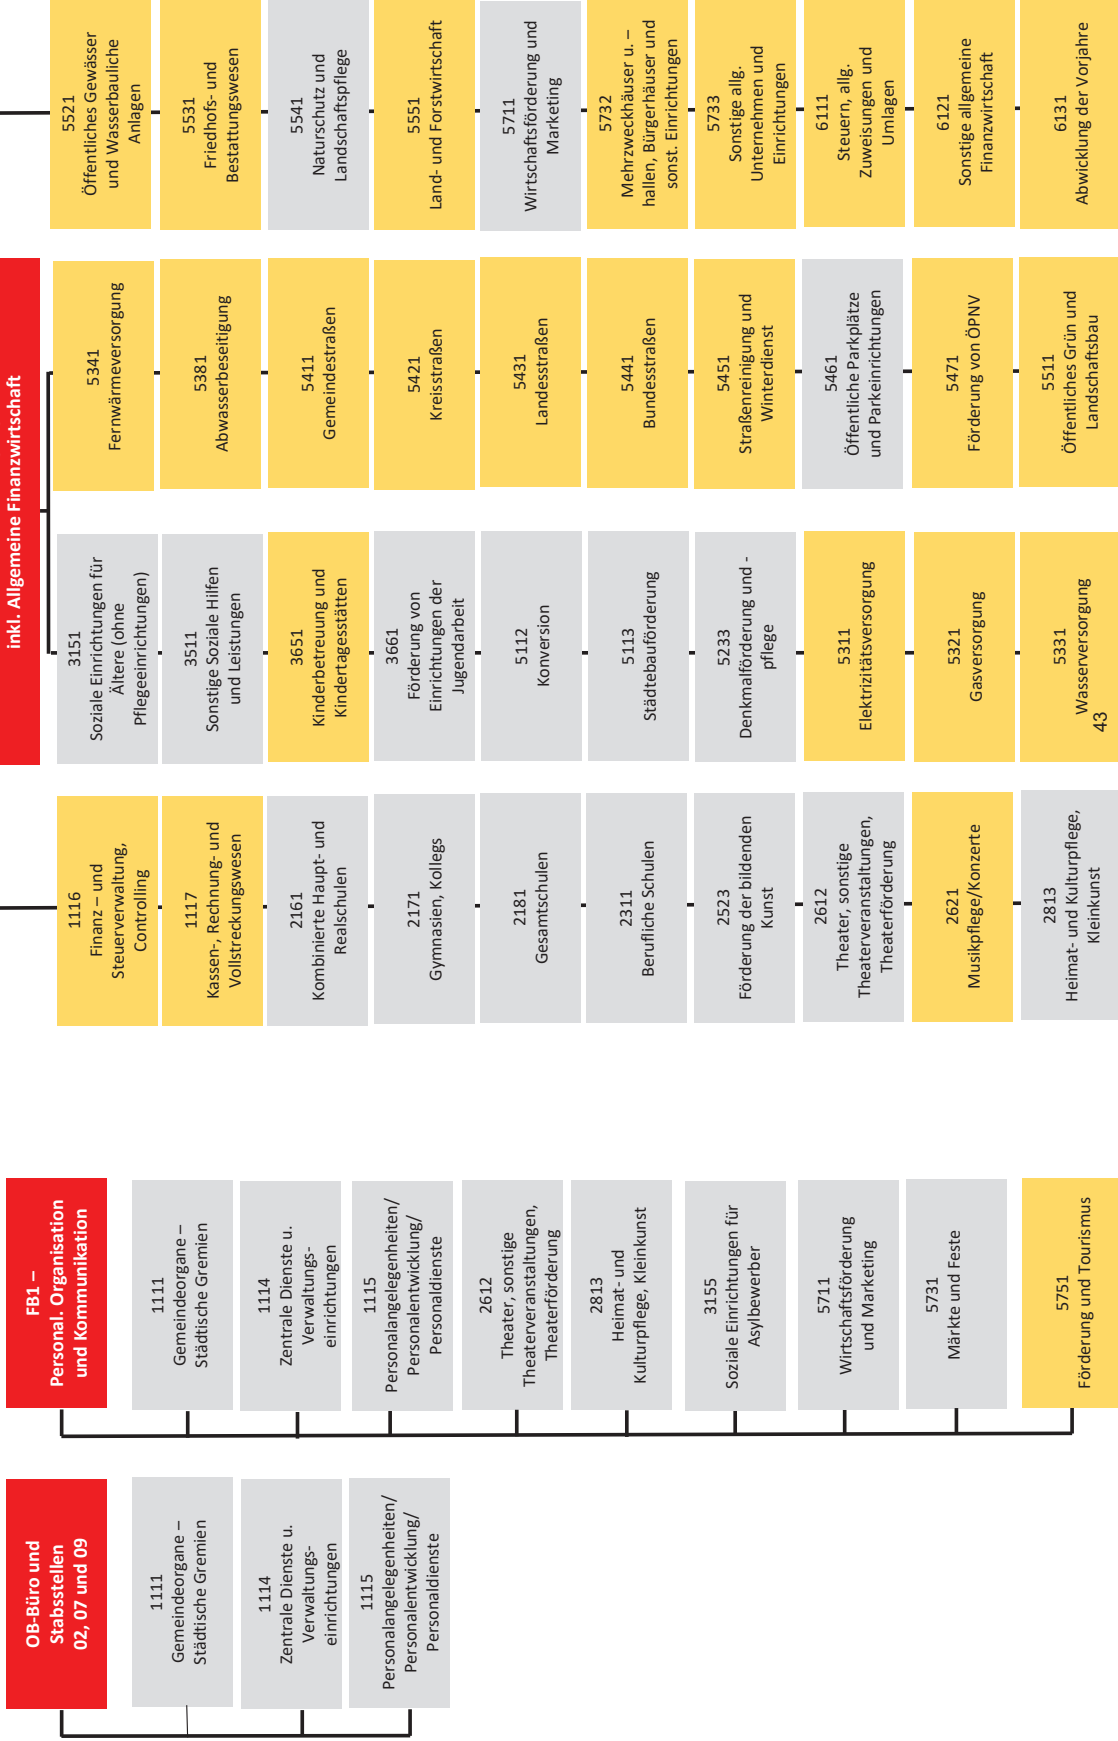 OB-Büro und
Stabsstellen
02, 07 und 09
1111
Gemeindeorgane –
Städtische Gremien
1114
Zentrale Dienste u.
Verwaltungs-
einrichtungen
1115
Personalangelegenheiten/
Personalentwicklung/
Personaldienste
FB1 –
Personal. Organisation
und Kommunikation
1111
Gemeindeorgane –
Städtische Gremien
1114
Zentrale Dienste u.
Verwaltungs-
einrichtungen
1115
Personalangelegenheiten/
Personalentwicklung/
Personaldienste
2612
Theater, sonstige
Theaterveranstaltungen,
Theaterförderung
2813
Heimat- und
Kulturpflege, Kleinkunst
3155
Soziale Einrichtungen für
Asylbewerber
5711
Wirtschaftsförderung
und Marketing
5731
Märkte und Feste
5751
Förderung und Tourismus
inkl. Allgemeine Finanzwirtschaft
1116
Finanz – und
Steuerverwaltung,
Controlling
1117
Kassen-, Rechnung- und
Vollstreckungswesen
2161
Kombinierte Haupt- und
Realschulen
2171
Gymnasien, Kollegs
2181
Gesamtschulen
2311
Berufliche Schulen
2523
Förderung der bildenden
Kunst
2612
Theater, sonstige
Theaterveranstaltungen,
Theaterförderung
2621
Musikpflege/Konzerte
2813
Heimat- und Kulturpflege,
Kleinkunst
3151
Soziale Einrichtungen für
Ältere (ohne
Pflegeeinrichtungen)
3511
Sonstige Soziale Hilfen
und Leistungen
3651
Kinderbetreuung und
Kindertagesstätten
3661
Förderung von
Einrichtungen der
Jugendarbeit
5112
Konversion
5113
Städtebauförderung
5233
Denkmalförderung und -
pflege
5311
Elektrizitätsversorgung
5321
Gasversorgung
5331
Wasserversorgung
43
5341
Fernwärmeversorgung
5381
Abwasserbeseitigung
5411
Gemeindestraßen
5421
Kreisstraßen
5431
Landesstraßen
5441
Bundesstraßen
5451
Straßenreinigung und
Winterdienst
5461
Öffentliche Parkplätze
und Parkeinrichtungen
5471
Förderung von ÖPNV
5511
Öffentliches Grün und
Landschaftsbau
5521
Öffentliches Gewässer
und Wasserbauliche
Anlagen
5531
Friedhofs- und
Bestattungswesen
5541
Naturschutz und
Landschaftspflege
5551
Land- und Forstwirtschaft
5711
Wirtschaftsförderung und
Marketing
5732
Mehrzweckhäuser u. –
hallen, Bürgerhäuser und
sonst. Einrichtungen
5733
Sonstige allg.
Unternehmen und
Einrichtungen
6111
Steuern, allg.
Zuweisungen und
Umlagen
6121
Sonstige allgemeine
Finanzwirtschaft
6131
Abwicklung der Vorjahre